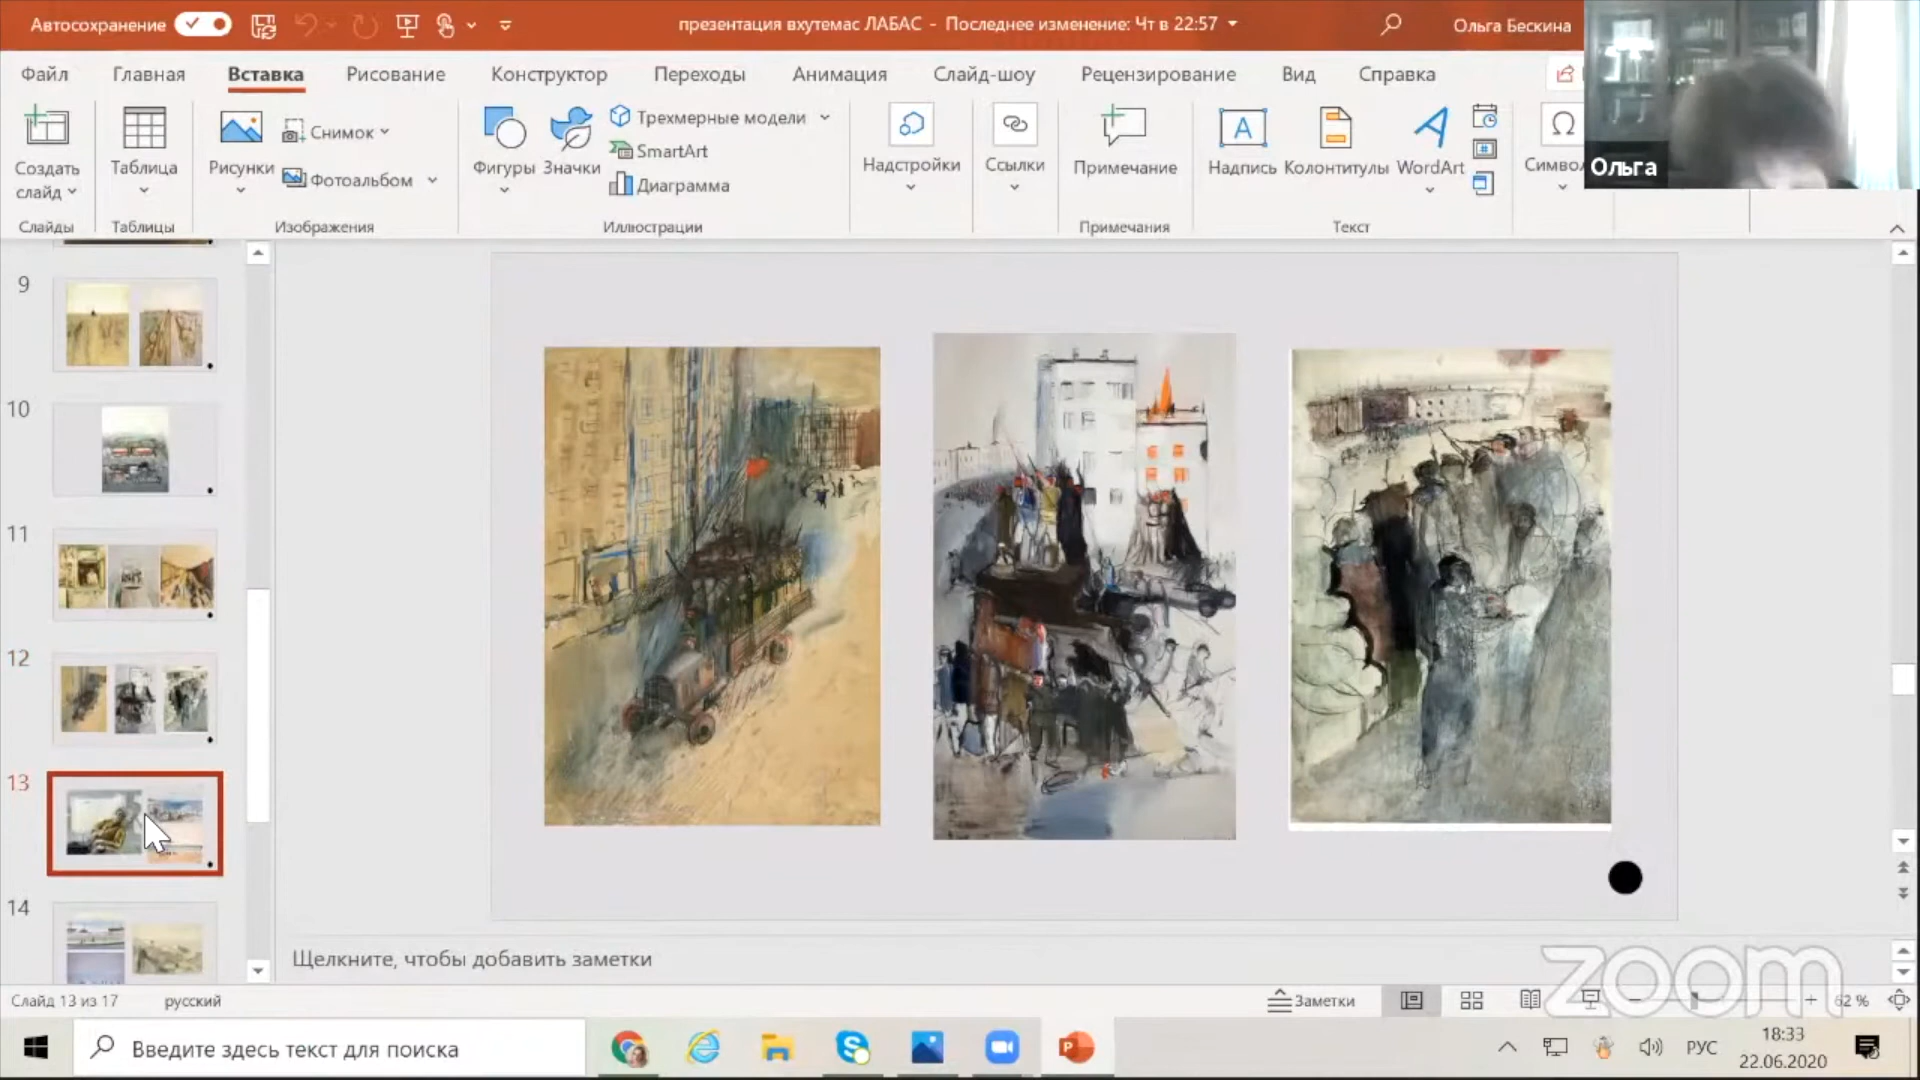 Автосохранение
презентация вхутемас ЛАБАС - Последнее изменение: Чт в 22:57
Ольга Бескина
Файл Главная Вставка Рисование Конструктор Переходы Анимация Слайд-шоу Рецензирование Вид Справка
Создать слайд
Таблица
Рисунки
Снимок
Фотоальбом
Фигуры
Значки
Трехмерные модели
SmartArt
Диаграмма
Надстройки
Ссылки
Примечание
Надпись
Колонтитулы
WordArt
Ольга
Слайды Таблицы Изображения Иллюстрации Примечания Текст
9
10
11
12
13
14
Щелкните, чтобы добавить заметки
zoom
Слайд 13 из 17 русский Заметки 62 %
Введите здесь текст для поиска
РУС
18:33
22.06.2020